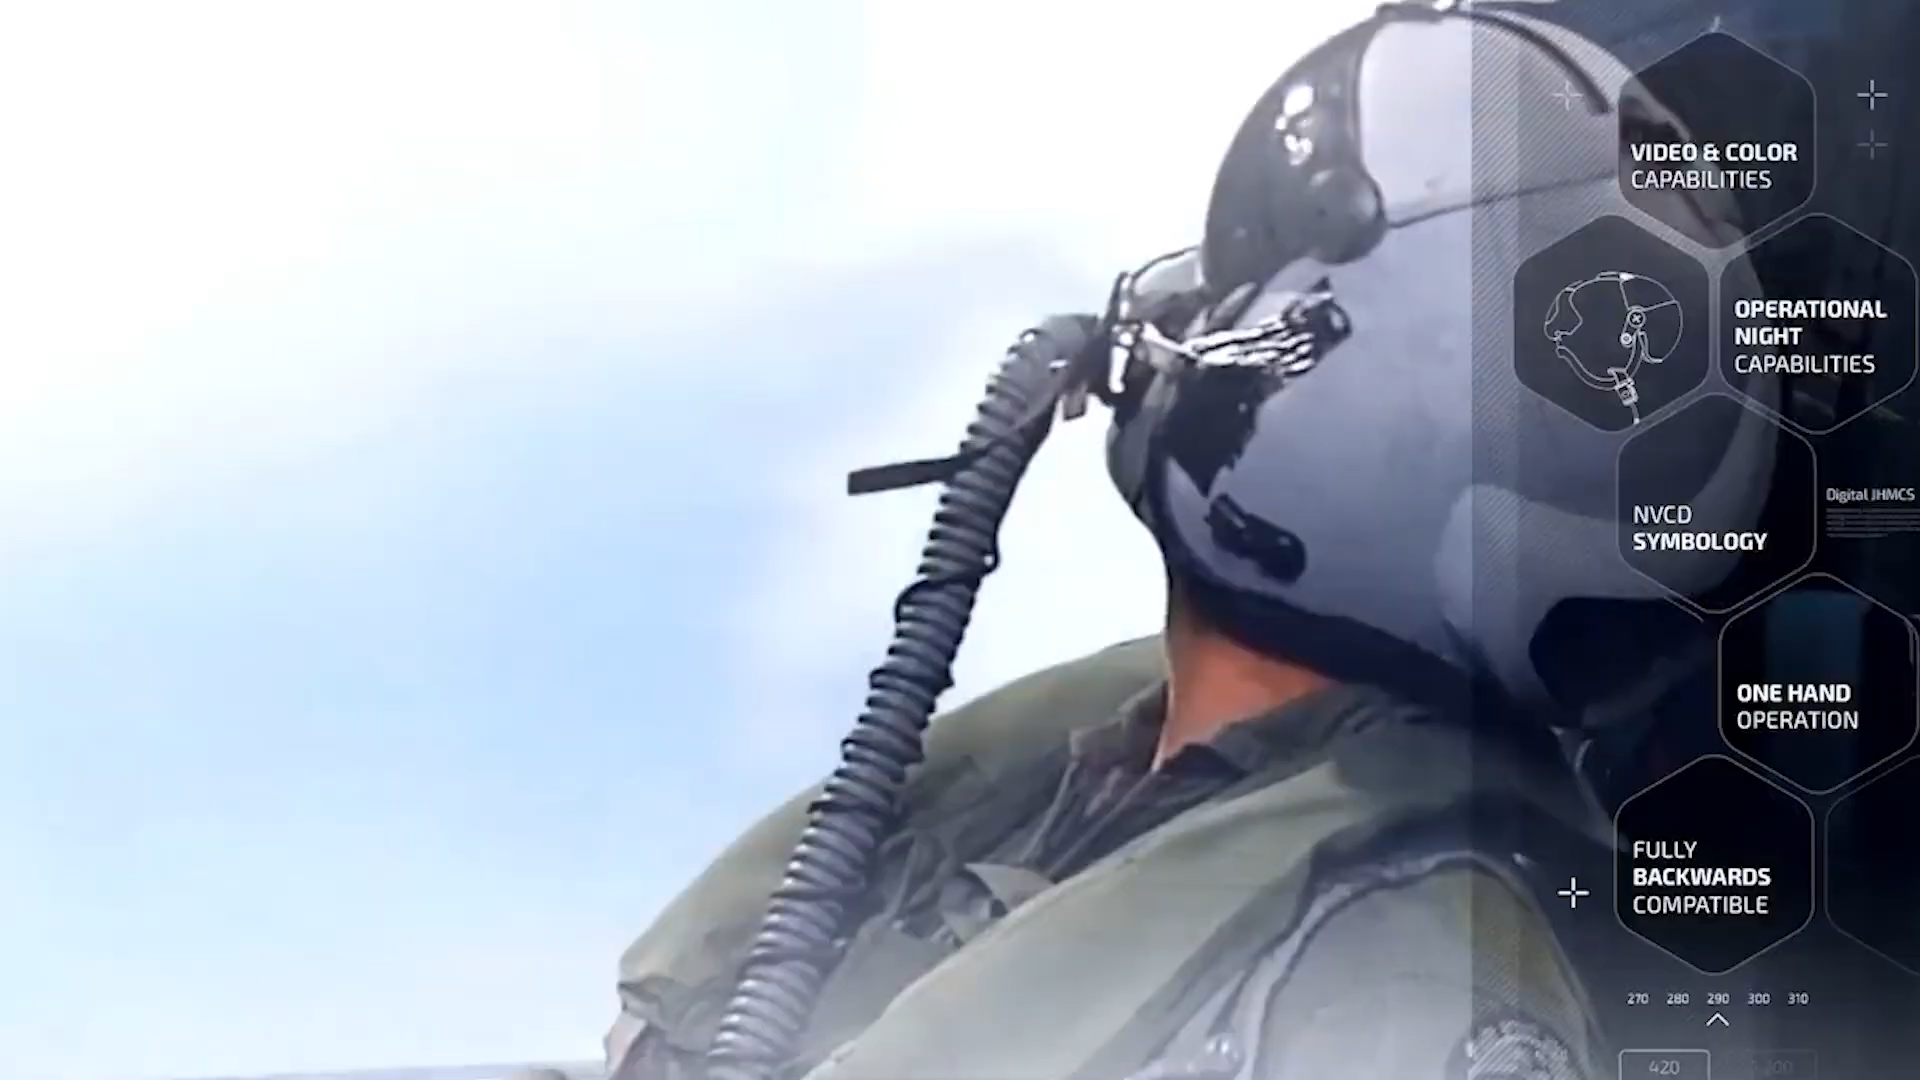 VIDEO & COLOR
CAPABILITIES
OPERATIONAL
NIGHT
CAPABILITIES
Digital JHMCS
NVCD
SYMBOLOGY
ONE HAND
OPERATION
FULLY
BACKWARDS
COMPATIBLE
270 280 290 300 310
420